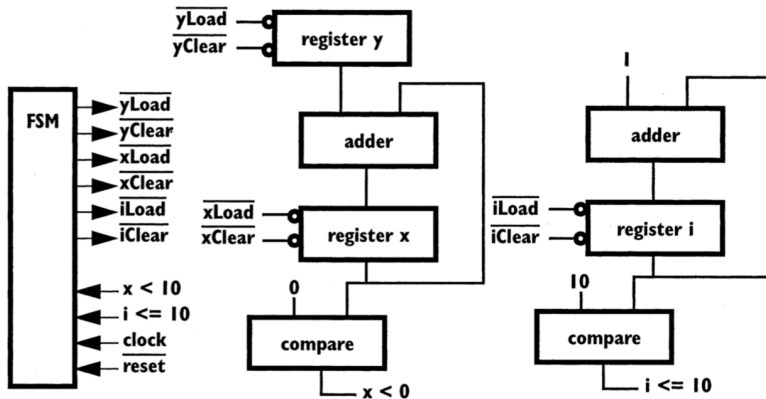 yLoad
yClear
register y
FSM
yLoad
yClear
xLoad
xClear
iLoad
iClear
x < 10
i <= 10
clock
reset
adder
xLoad
xClear
register x
0
compare
x < 0
1
adder
iLoad
iClear
register i
10
compare
i <= 10